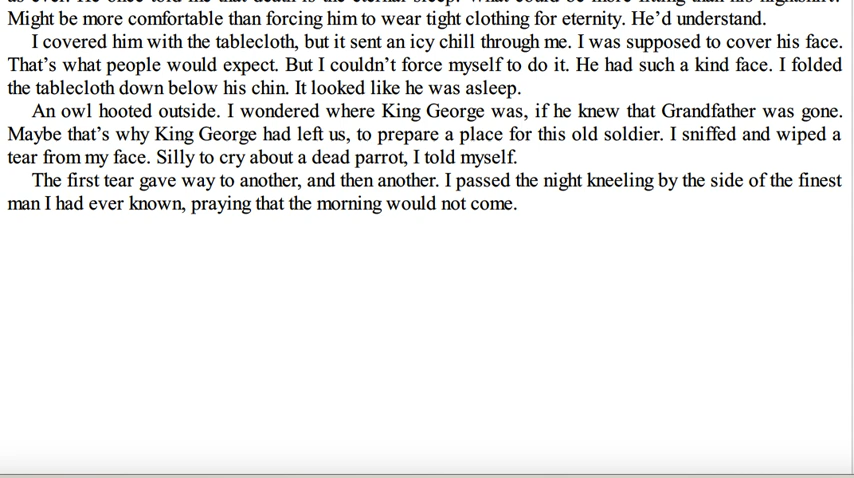 Might be more comfortable than forcing him to wear tight clothing for eternity. He’d understand.
I covered him with the tablecloth, but it sent an icy chill through me. I was supposed to cover his face.
That’s what people would expect. But I couldn’t force myself to do it. He had such a kind face. I folded
the tablecloth down below his chin. It looked like he was asleep.
An owl hooted outside. I wondered where King George was, if he knew that Grandfather was gone.
Maybe that’s why King George had left us, to prepare a place for this old soldier. I sniffed and wiped a
tear from my face. Silly to cry about a dead parrot, I told myself.
The first tear gave way to another, and then another. I passed the night kneeling by the side of the finest
man I had ever known, praying that the morning would not come.